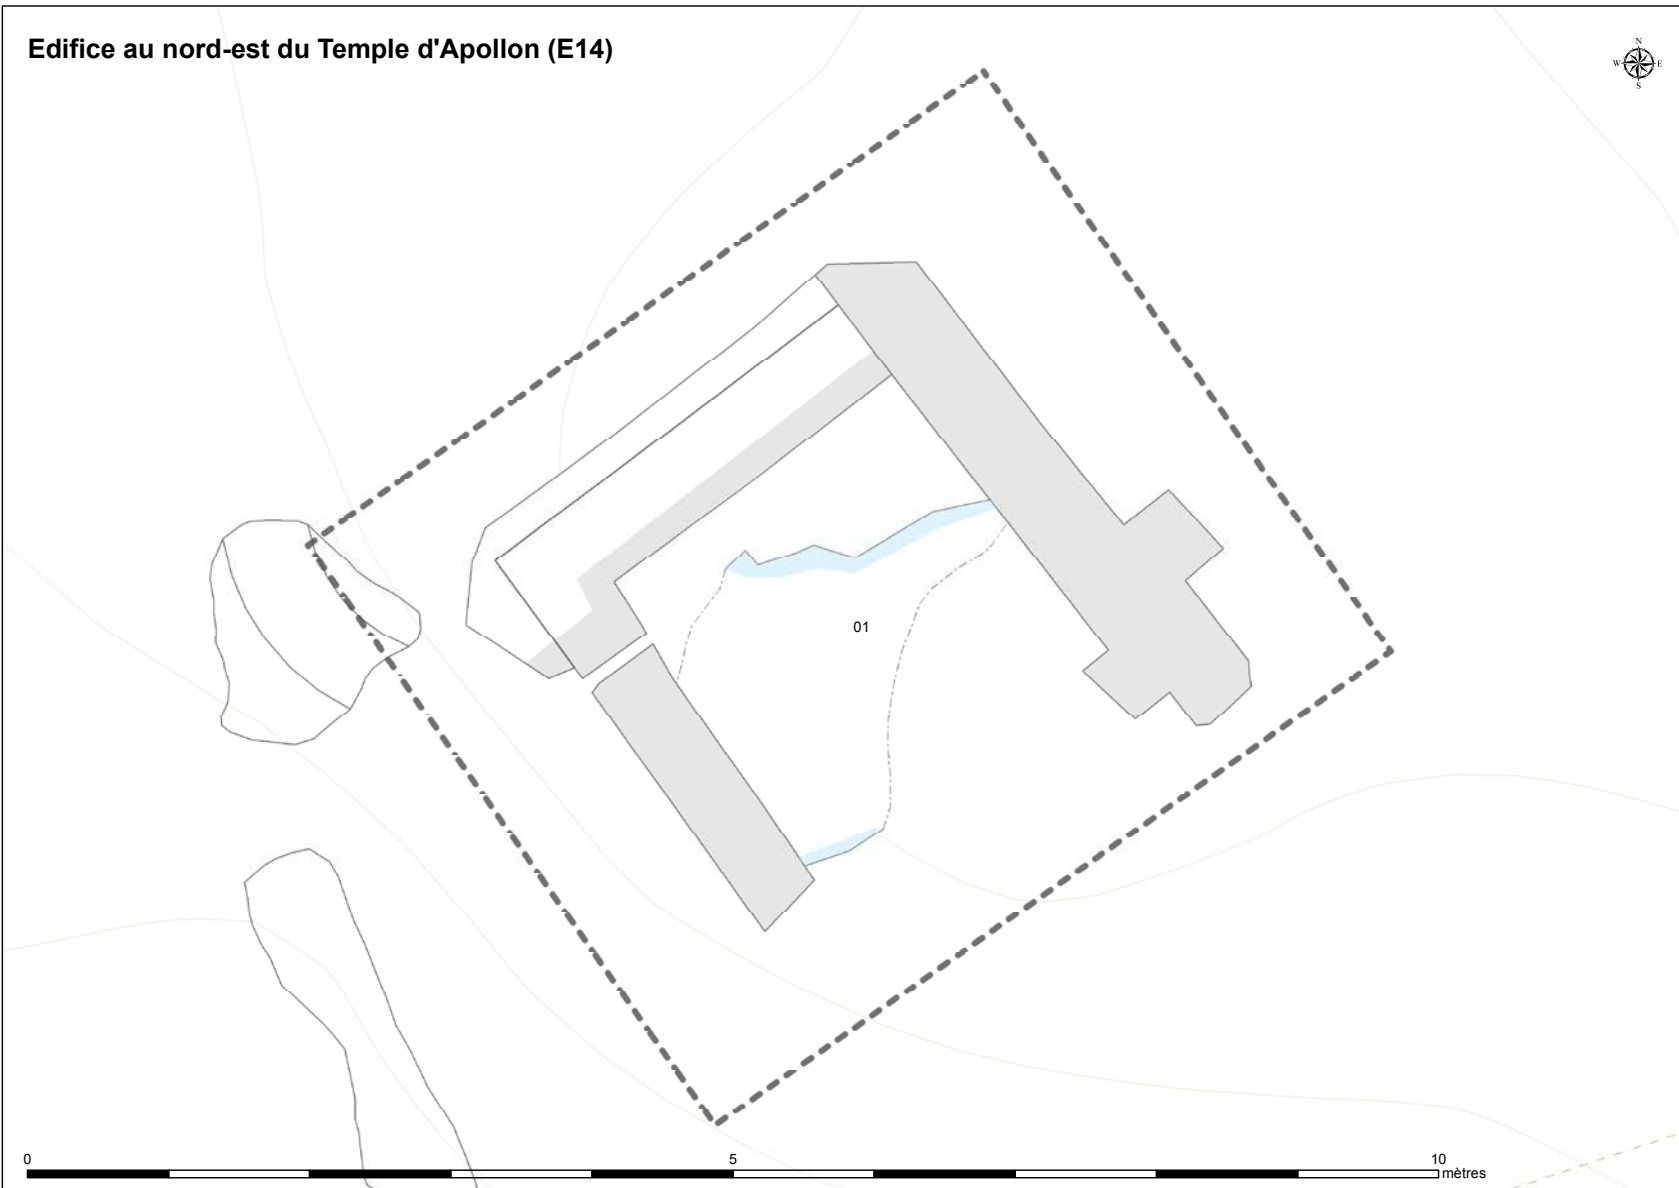 Edifice au nord-est du Temple d'Apollon (E14)
N
W E
S
01
0 5 10
mètres